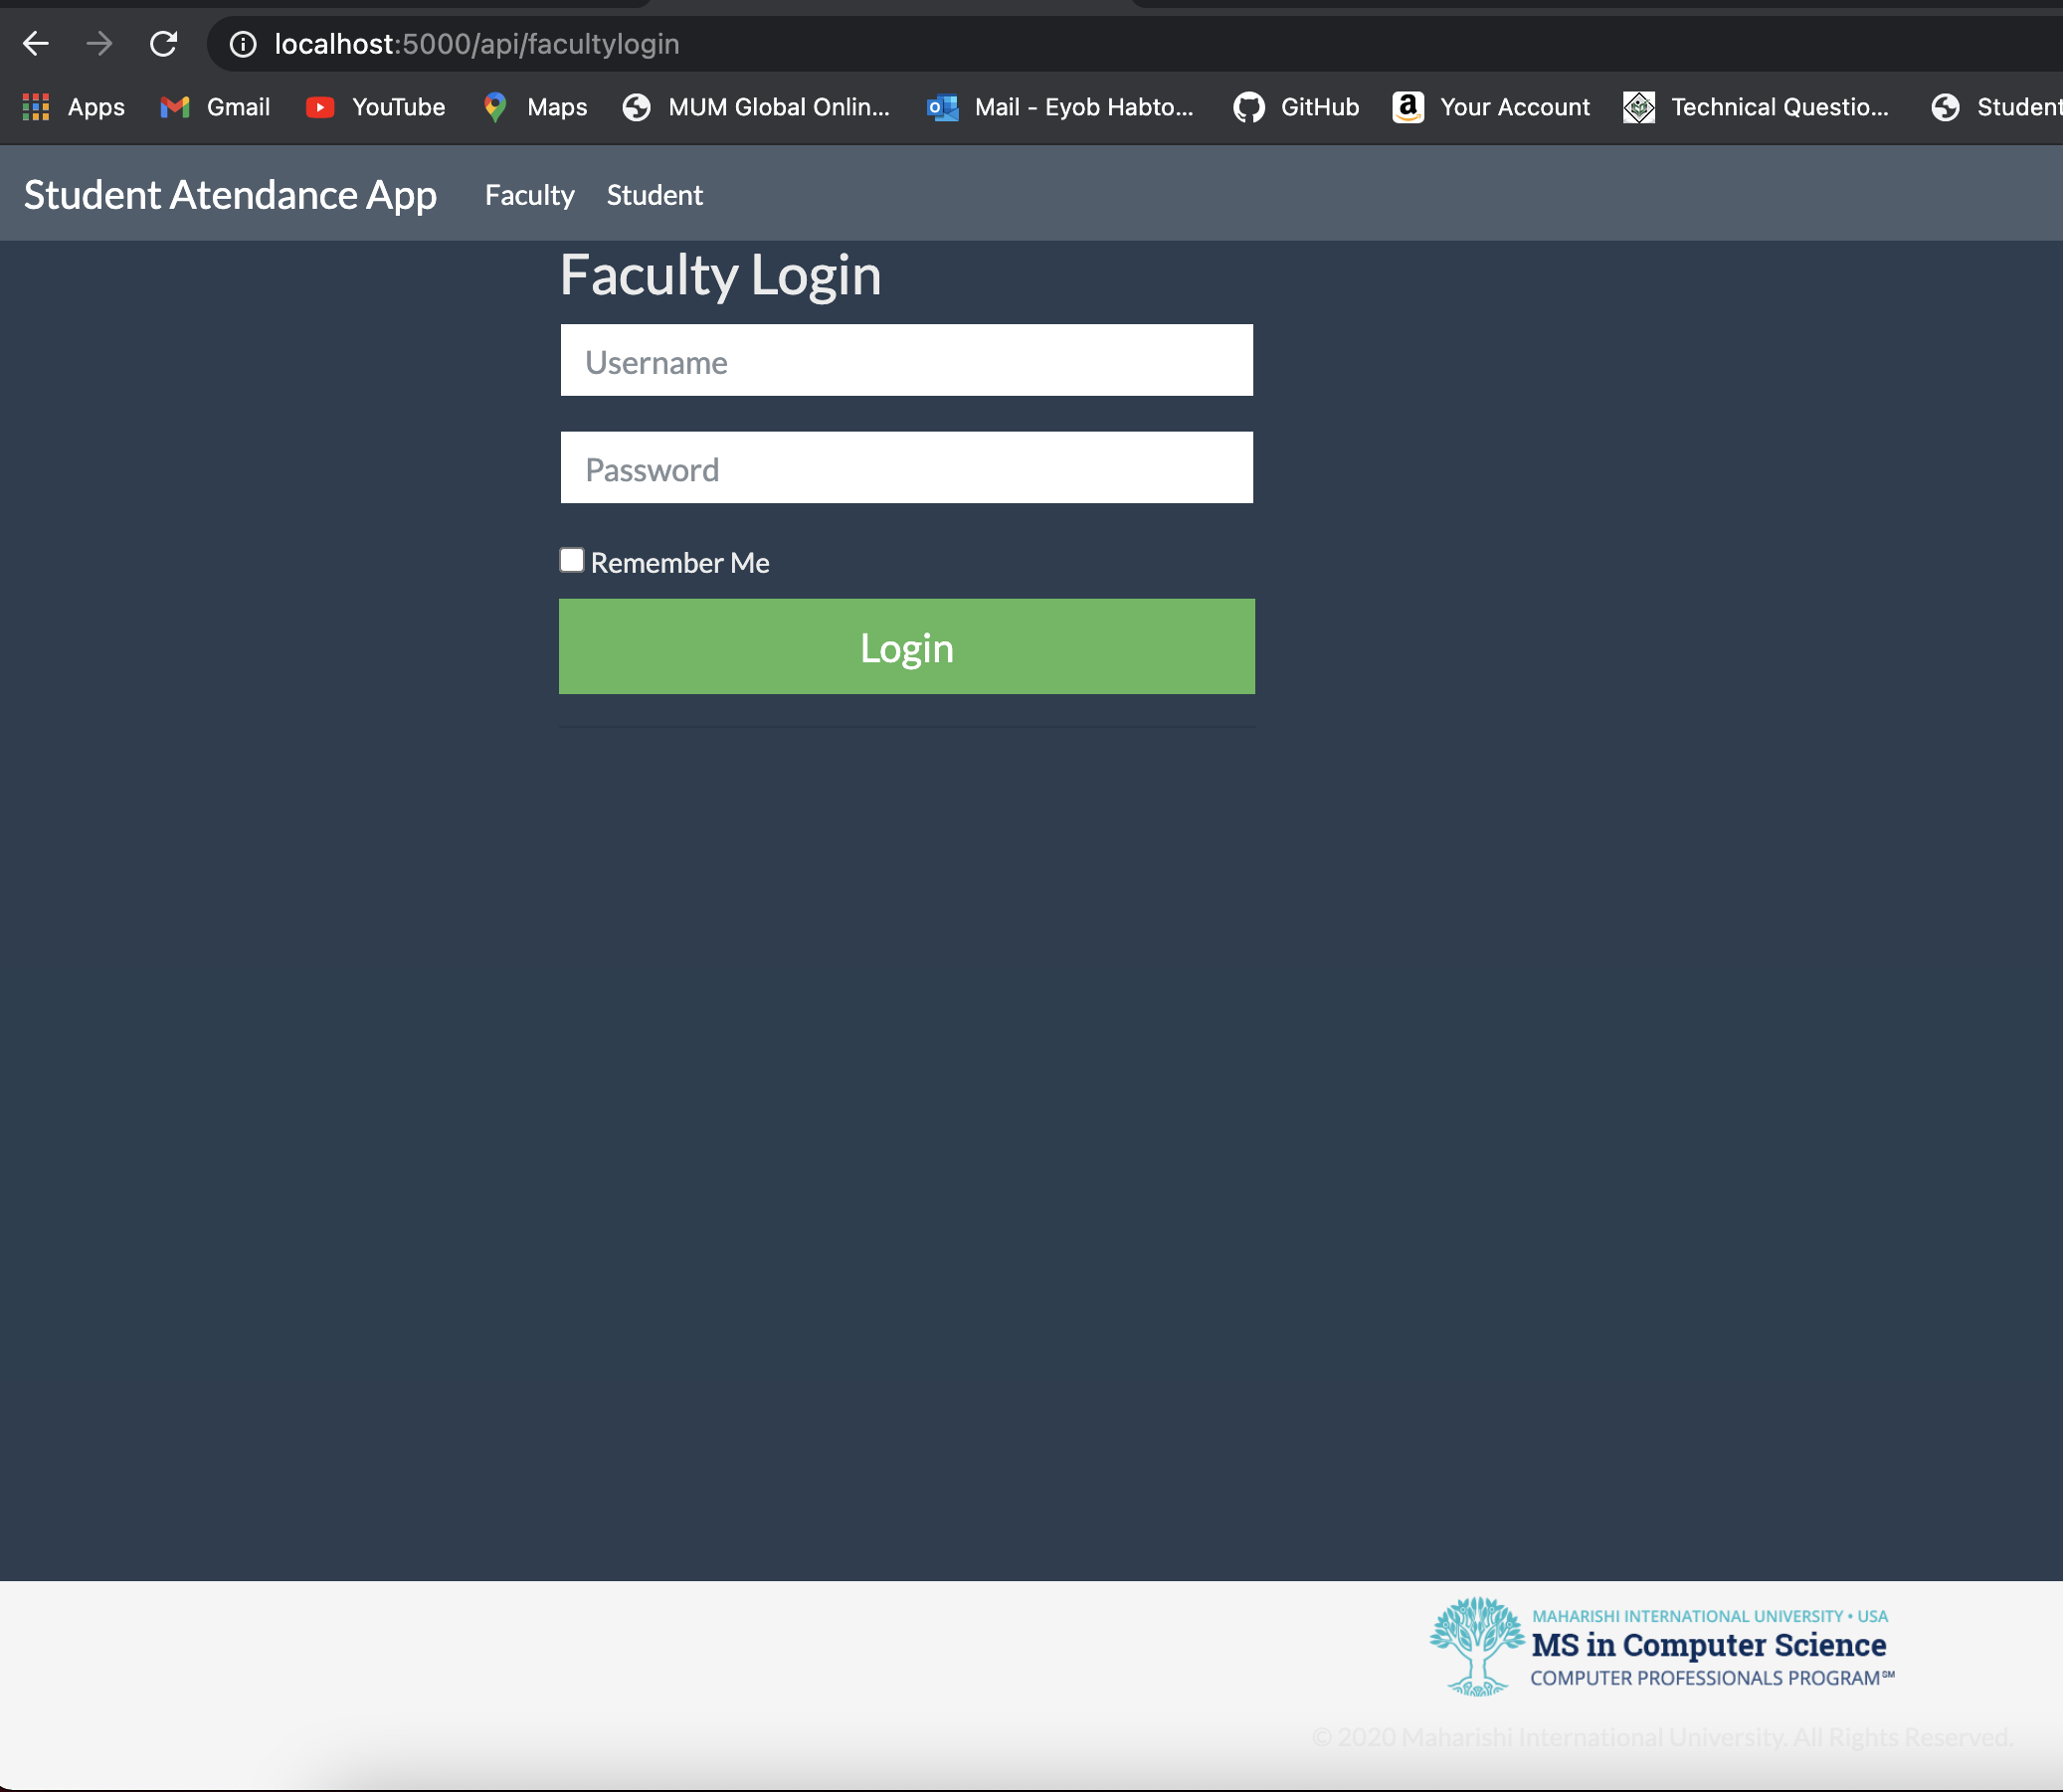 localhost:5000/api/facultylogin
Apps Gmail YouTube Maps MUM Global Onlin... Mail - Eyob Habto... GitHub Your Account Technical Questio... Student
Student Atendance App Faculty Student
Faculty Login
Username
Password
Remember Me
Login
MAHARISHI INTERNATIONAL UNIVERSITY • USA
MS in Computer Science
COMPUTER PROFESSIONALS PROGRAM℠
© 2020 Maharishi International University. All Rights Reserved.